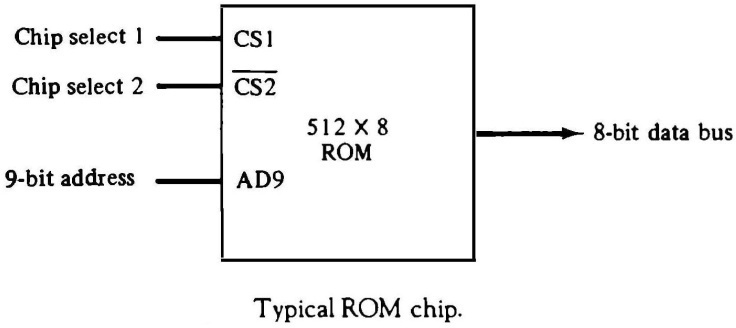 Chip select 1
CS1
Chip select 2
C̅S̅2̅
512 X 8
ROM
8-bit data bus
9-bit address
AD9
Typical ROM chip.